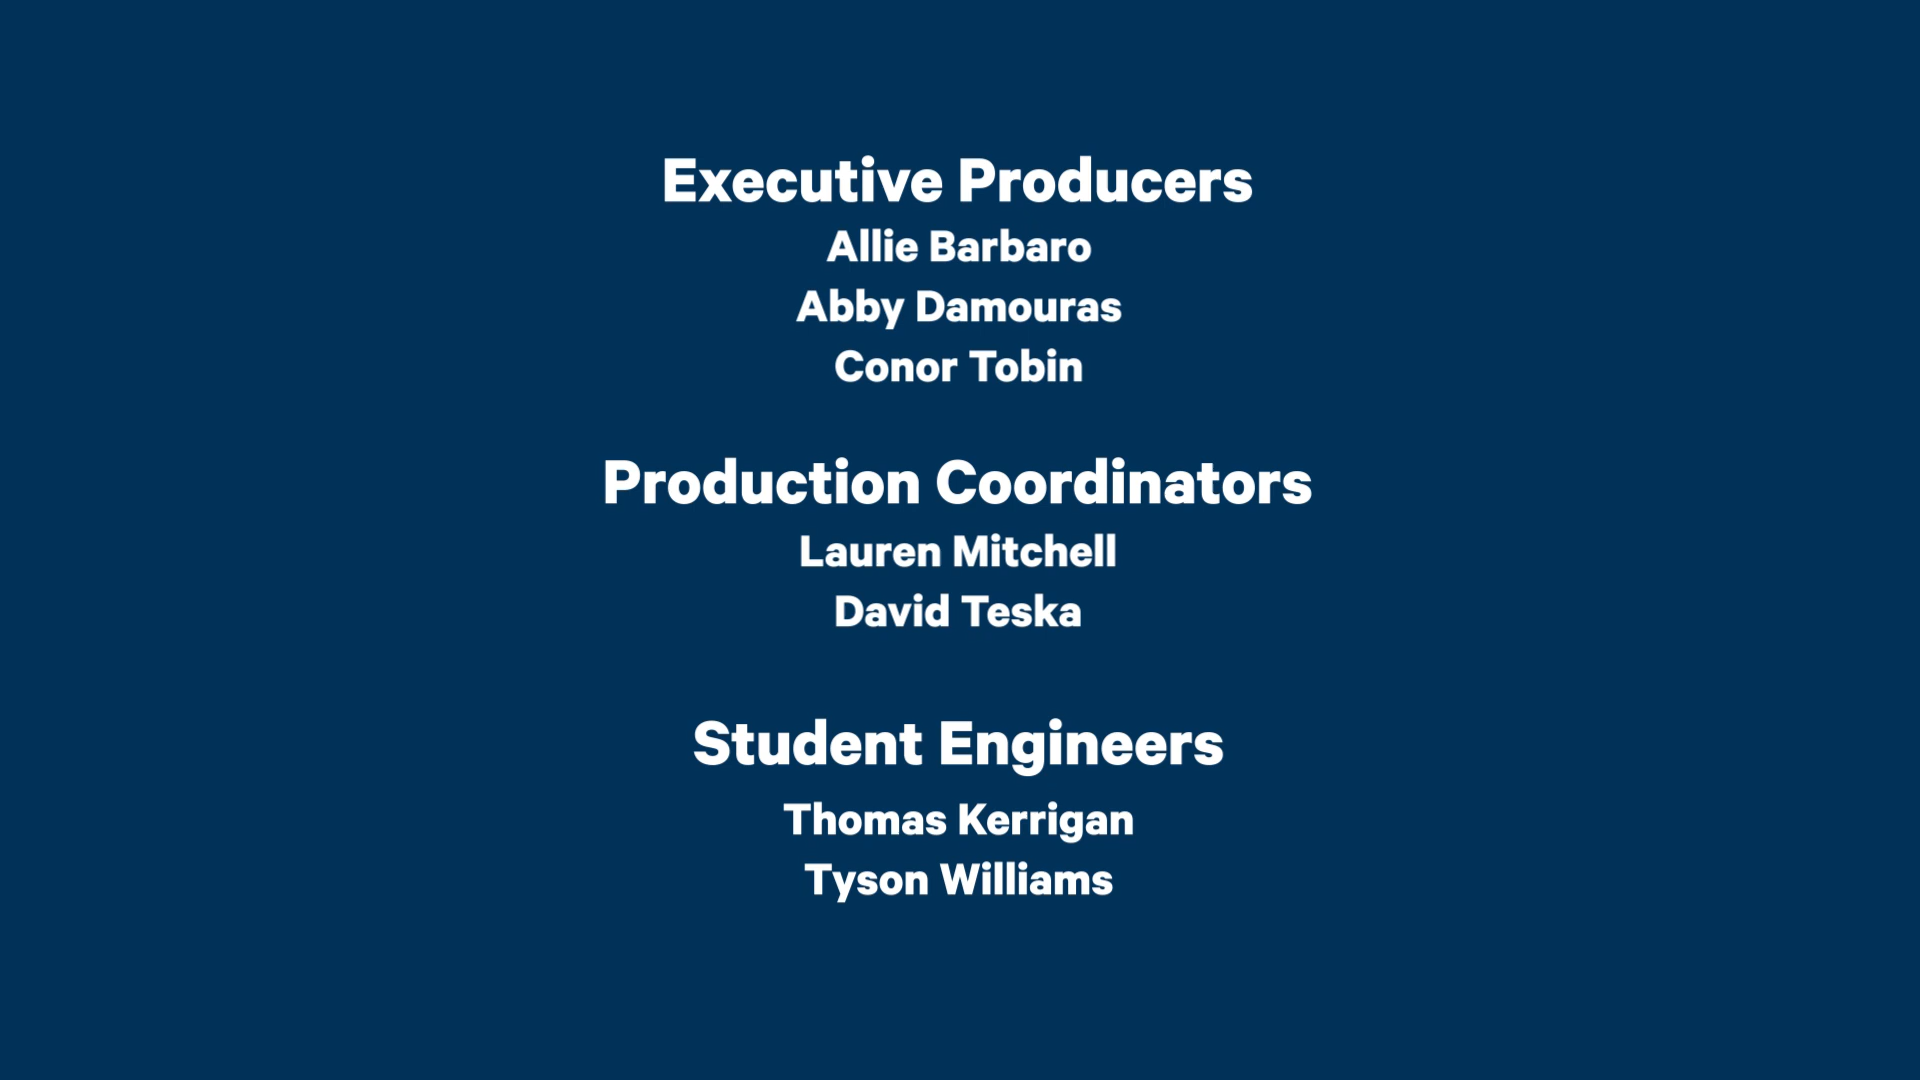 Executive Producers
Allie Barbaro
Abby Damouras
Conor Tobin
Production Coordinators
Lauren Mitchell
David Teska
Student Engineers
Thomas Kerrigan
Tyson Williams